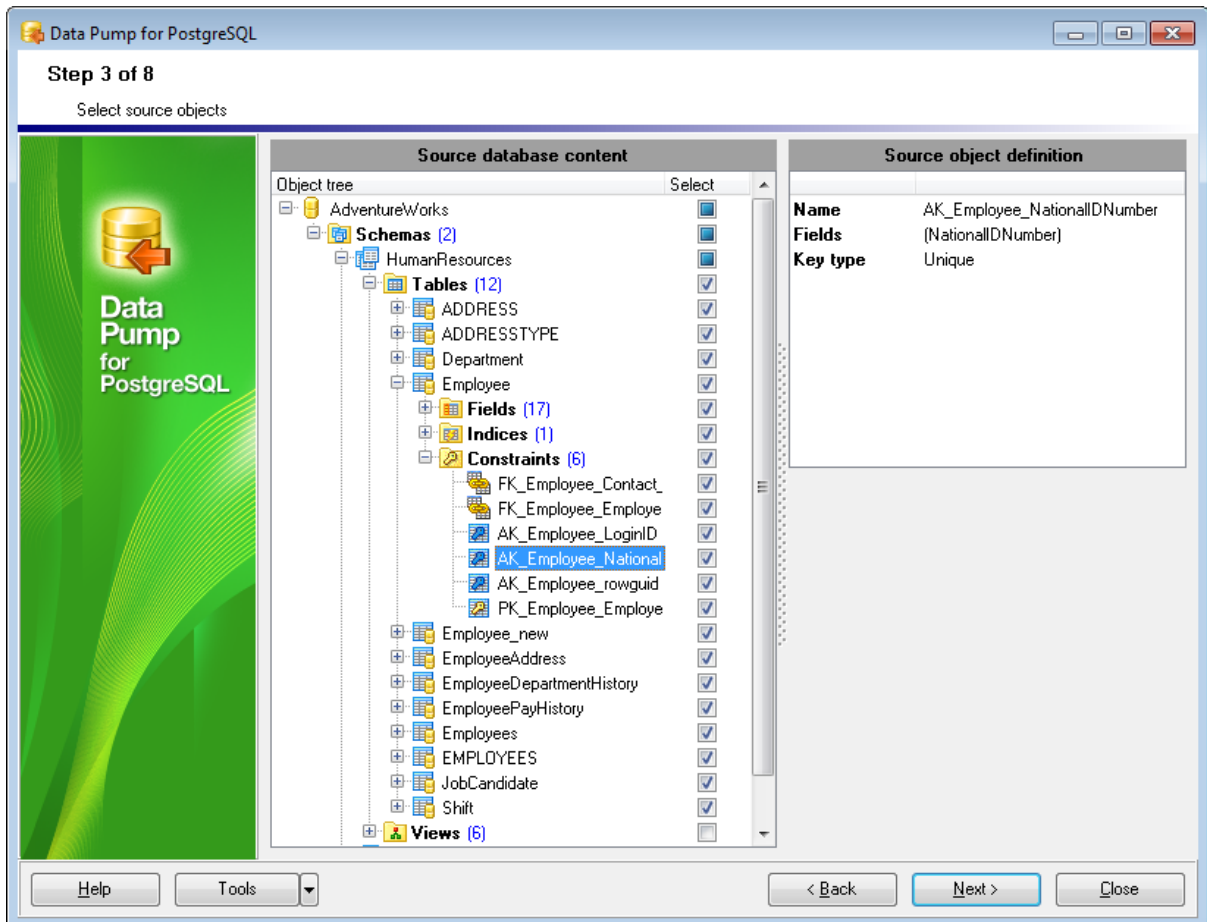 Data Pump for PostgreSQL
Step 3 of 8
Select source objects
Data
Pump
for
PostgreSQL
Source database content
Object tree Select
AdventureWorks
Schemas (2)
HumanResources
Tables (12)
ADDRESS
ADDRESSTYPE
Department
Employee
Fields (17)
Indices (1)
Constraints (6)
FK_Employee_Contact_
FK_Employee_Employe
AK_Employee_LoginID
AK_Employee_National
AK_Employee_rowguid
PK_Employee_Employe
Employee_new
EmployeeAddress
EmployeeDepartmentHistory
EmployeePayHistory
Employees
EMPLOYEES
JobCandidate
Shift
Views (6)
Source object definition
Name AK_Employee_NationalIDNumber
Fields (NationalIDNumber)
Key type Unique
Help Tools < Back Next > Close